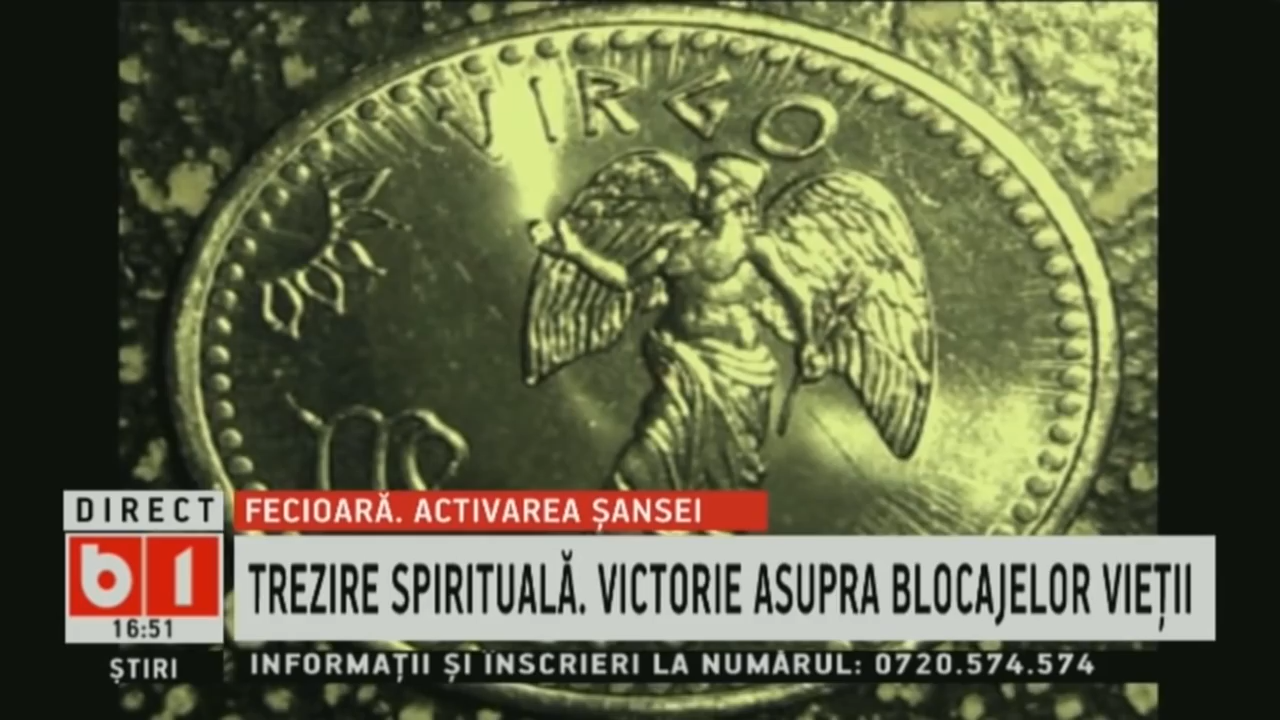 VIRGO
DIRECT
FECIOARĂ. ACTIVAREA ȘANSEI
b1
TREZIRE SPIRITUALĂ. VICTORIE ASUPRA BLOCAJELOR VIEȚII
16:51
ȘTIRI
INFORMAȚII ȘI ÎNSCRIERI LA NUMĂRUL: 0720.574.574